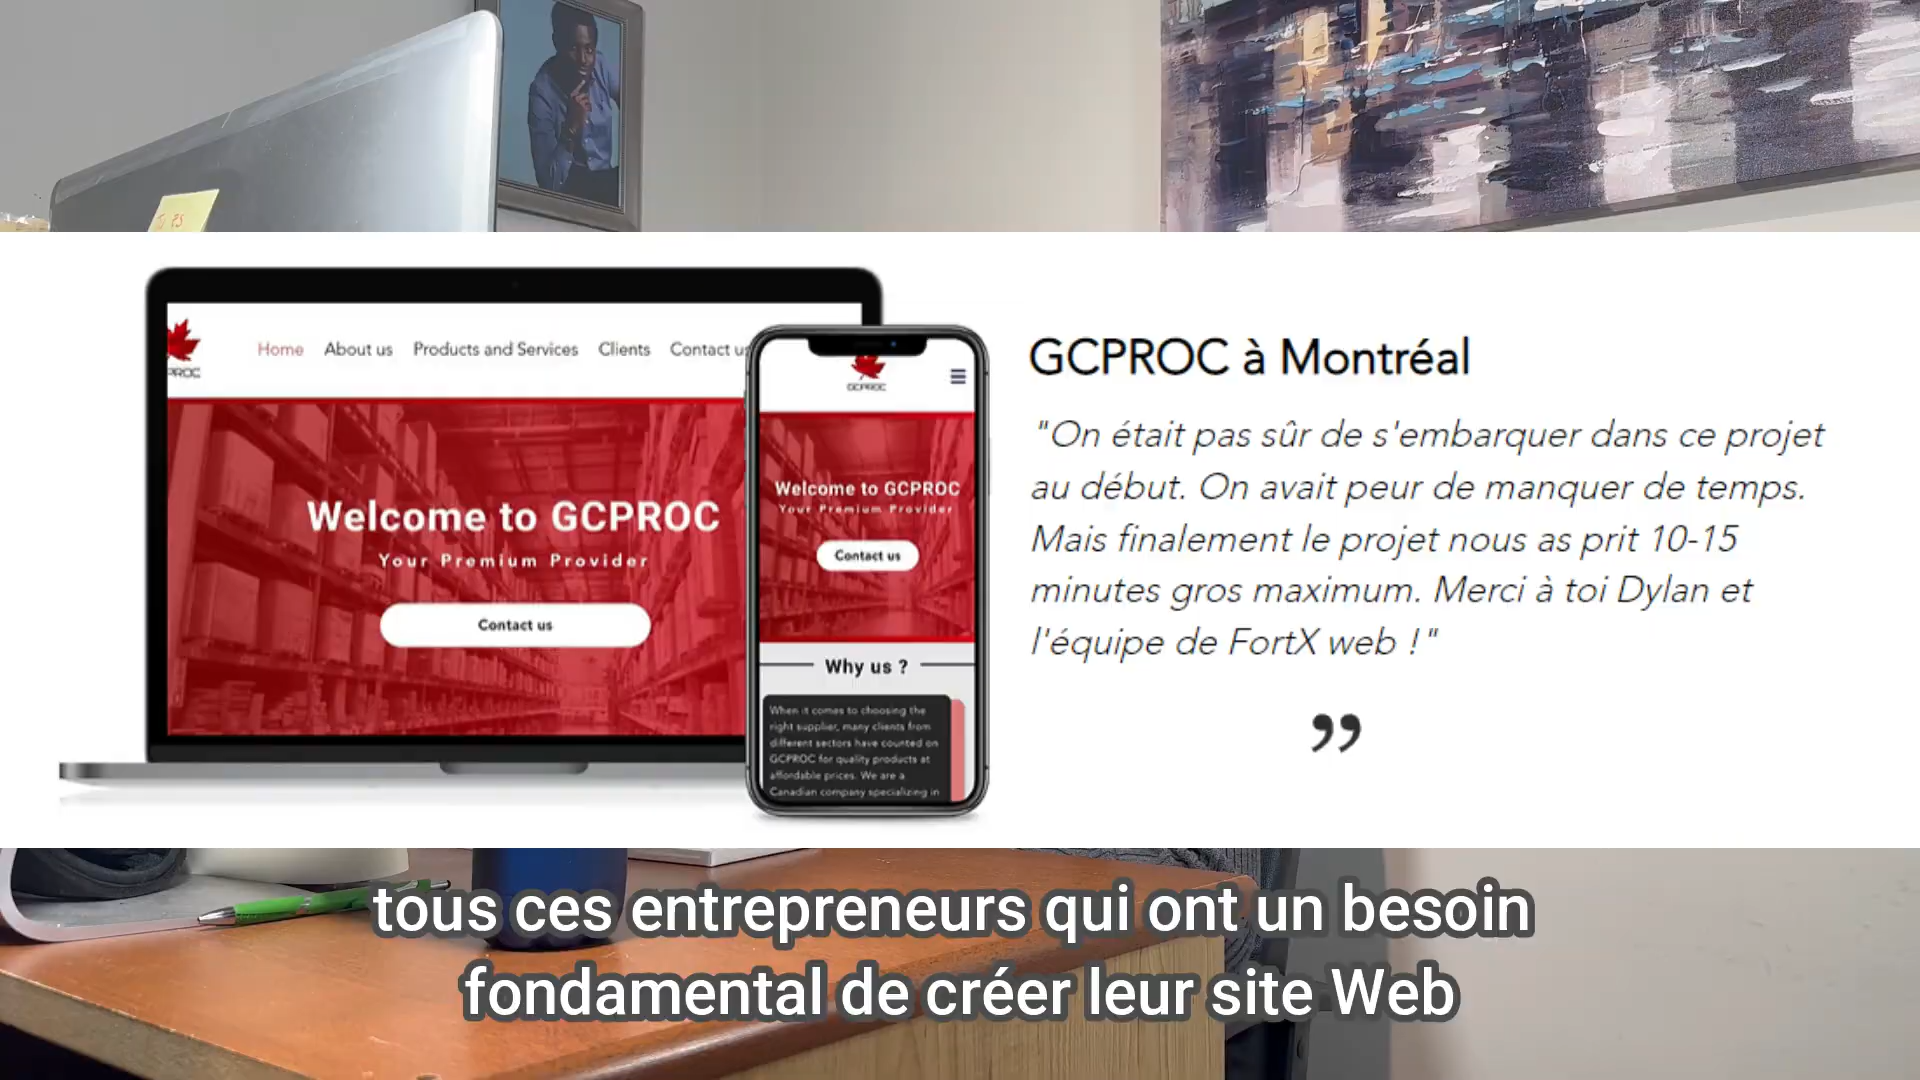 PROC
Home About us Products and Services Clients Contact us
Welcome to GCPROC
Your Premium Provider
Contact us
GCPROC
Welcome to GCPROC
Your Premium Provider
Contact us
Why us ?
When it comes to choosing the
right supplier, many clients from
different sectors have counted on
GCPROC for quality products at
affordable prices. We are a
Canadian company specializing in
GCPROC à Montréal
"On était pas sûr de s'embarquer dans ce projet
au début. On avait peur de manquer de temps.
Mais finalement le projet nous as prit 10-15
minutes gros maximum. Merci à toi Dylan et
l'équipe de FortX web !"
”
tous ces entrepreneurs qui ont un besoin
fondamental de créer leur site Web